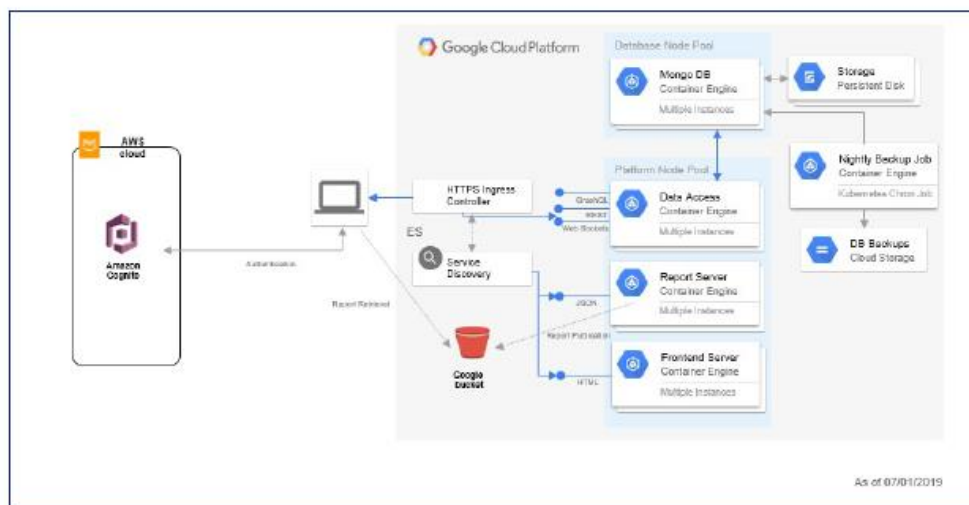 Google Cloud Platform
Database Node Pool
Mongo DB
Container Engine
Multiple Instances
Storage
Persistent Disk
AWS
cloud
Nightly Backup Job
Container Engine
Kubernetes Chron Job
Platform Node Pool
HTTPS Ingress
Controller
GraphQL
Web Sockets
Data Access
Container Engine
Multiple Instances
ES
DB Backups
Cloud Storage
Amazon
Cognito
Authentication
Service
Discovery
Report Server
Container Engine
Multiple Instances
JSON
Report Retrieval
Report Publication
Google
bucket
Frontend Server
Container Engine
Multiple Instances
HTML
As of 07/01/2019